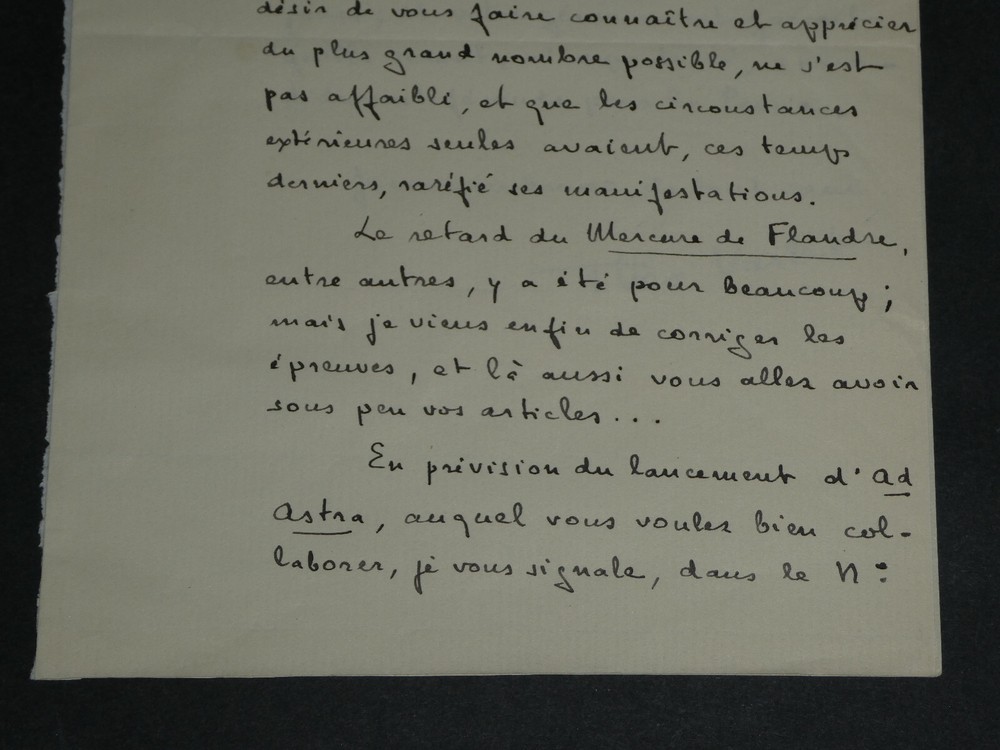 désir de vous faire connaître et apprécier
du plus grand nombre possible, ne s'est
pas affaibli, et que les circonstances
extérieures seules avaient, ces temps
derniers, raréfié ses manifestations.
Le retard du Mercure de Flandre,
entre autres, y a été pour beaucoup ;
mais je viens enfin de corriger les
épreuves, et là aussi vous allez avoir
sous peu vos articles...
En prévision du lancement d'Ad
Astra, auquel vous voulez bien col-
laborer, je vous signale, dans le N°